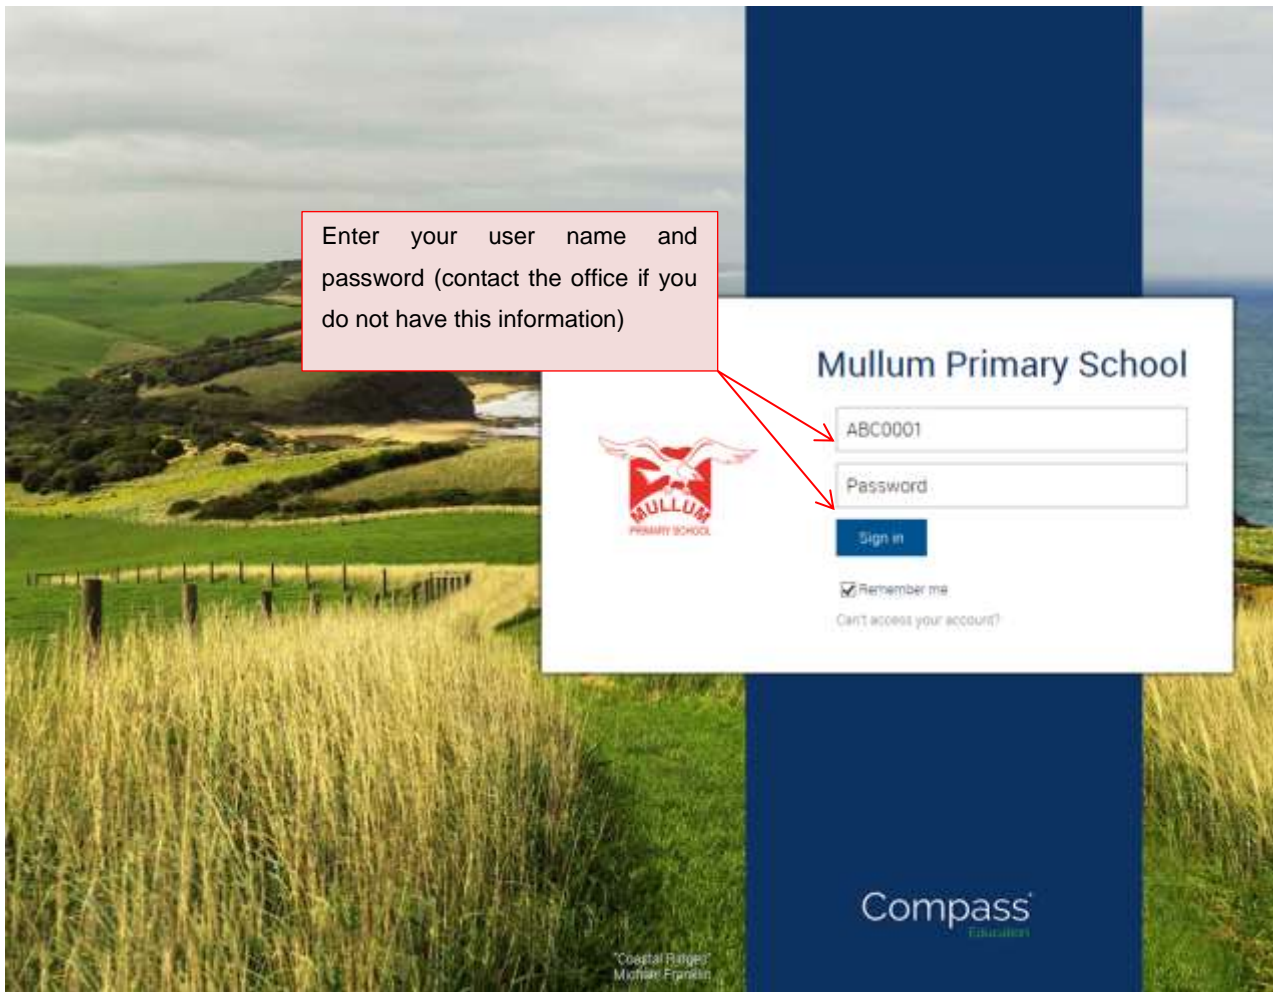 Enter your user name and
password (contact the office if you
do not have this information)
Mullum Primary School
ABC0001
Password
MULLUM
PRIMARY SCHOOL
Sign in
Remember me
Can't access your account?
Compass
Education
"Coastal Ridges"
Michael Franklin